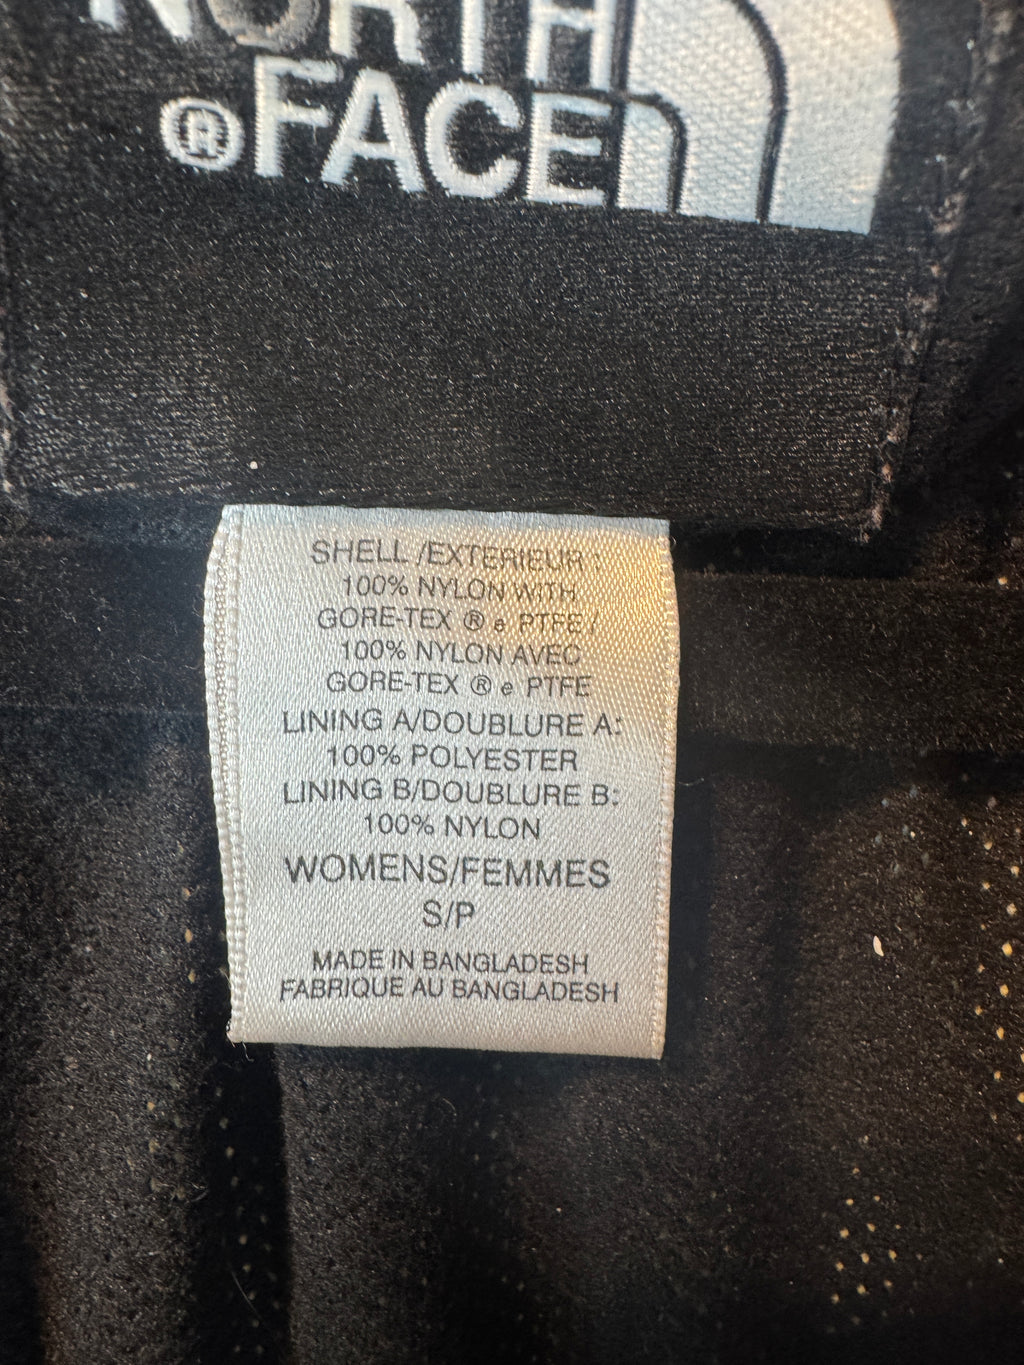 NORTH
® FACE
SHELL /EXTERIEUR :
100% NYLON WITH
GORE-TEX ® e PTFE /
100% NYLON AVEC
GORE-TEX ® e PTFE
LINING A/DOUBLURE A:
100% POLYESTER
LINING B/DOUBLURE B:
100% NYLON
WOMENS/FEMMES
S/P
MADE IN BANGLADESH
FABRIQUE AU BANGLADESH